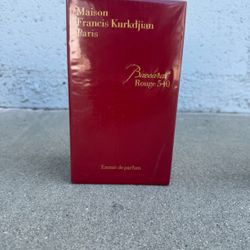 Maison
Francis Kurkdjian
Paris
Baccarat
Rouge 540
Extrait de parfum